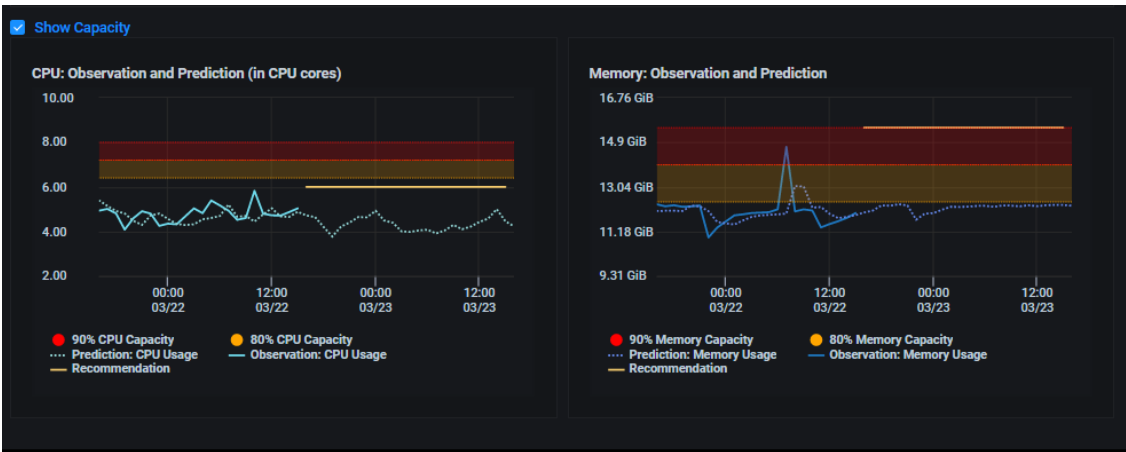 Show Capacity
CPU: Observation and Prediction (in CPU cores)
10.00
8.00
6.00
4.00
2.00
00:00
03/22
12:00
03/22
00:00
03/23
12:00
03/23
90% CPU Capacity
80% CPU Capacity
Prediction: CPU Usage
Observation: CPU Usage
Recommendation
Memory: Observation and Prediction
16.76 GiB
14.9 GiB
13.04 GiB
11.18 GiB
9.31 GiB
00:00
03/22
12:00
03/22
00:00
03/23
12:00
03/23
90% Memory Capacity
80% Memory Capacity
Prediction: Memory Usage
Observation: Memory Usage
Recommendation